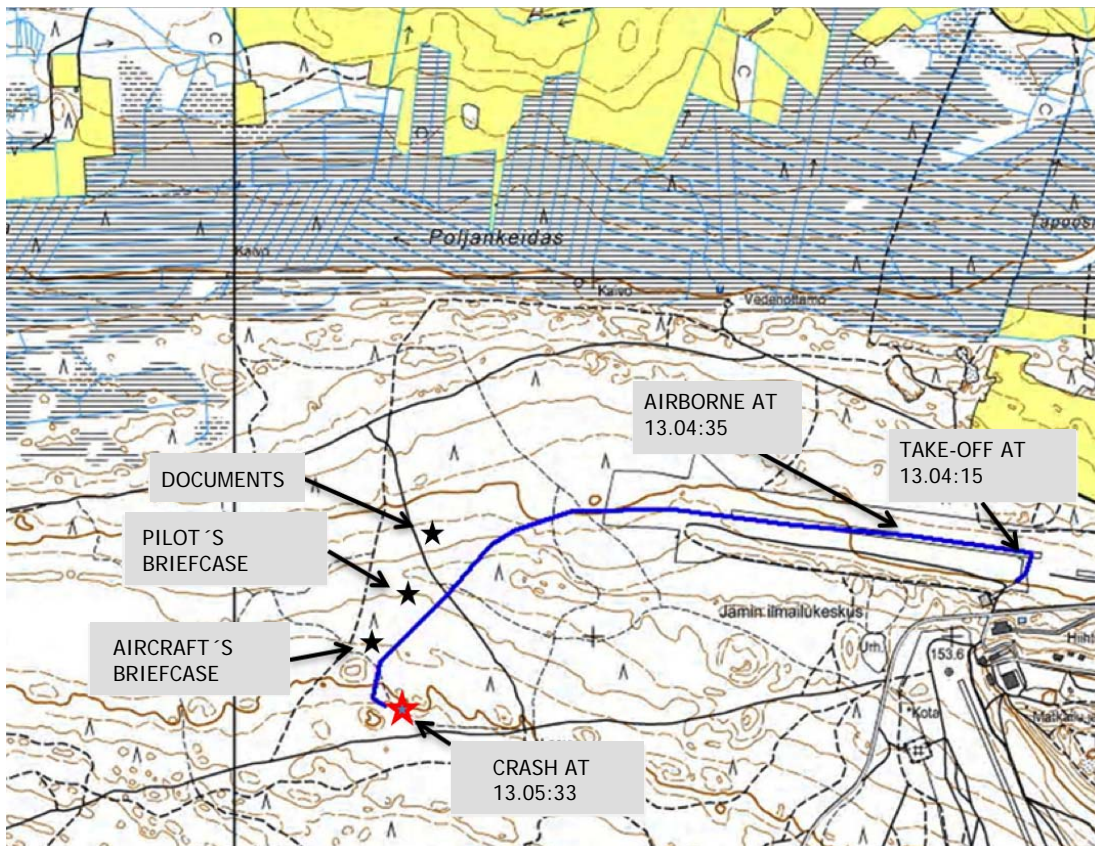 Poljankeidas
Kaivo
Kaivo
Vedenottamo
AIRBORNE AT
13.04:35
TAKE-OFF AT
13.04:15
DOCUMENTS
PILOT ´S
BRIEFCASE
AIRCRAFT ´S
BRIEFCASE
Jämin ilmailukeskus
Urh.
153.6
Kota
CRASH AT
13.05:33